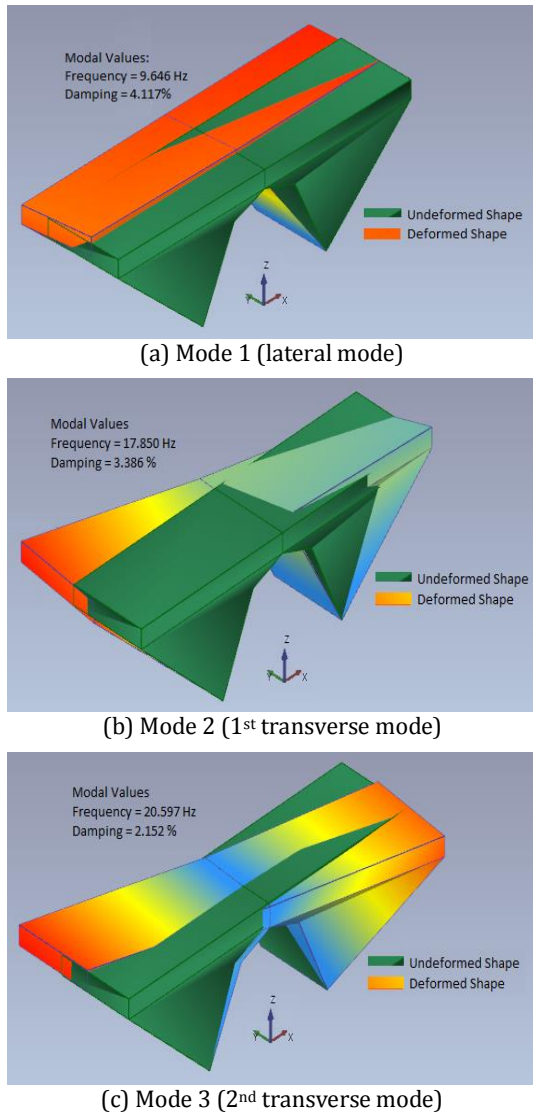 Modal Values:
Frequency = 9.646 Hz
Damping = 4.117%
Undeformed Shape
Deformed Shape
Z
Y
X
(a) Mode 1 (lateral mode)
Modal Values
Frequency = 17.850 Hz
Damping = 3.386 %
Undeformed Shape
Deformed Shape
Z
Y
X
(b) Mode 2 (1st transverse mode)
Modal Values
Frequency = 20.597 Hz
Damping = 2.152 %
Undeformed Shape
Deformed Shape
Z
Y
X
(c) Mode 3 (2nd transverse mode)